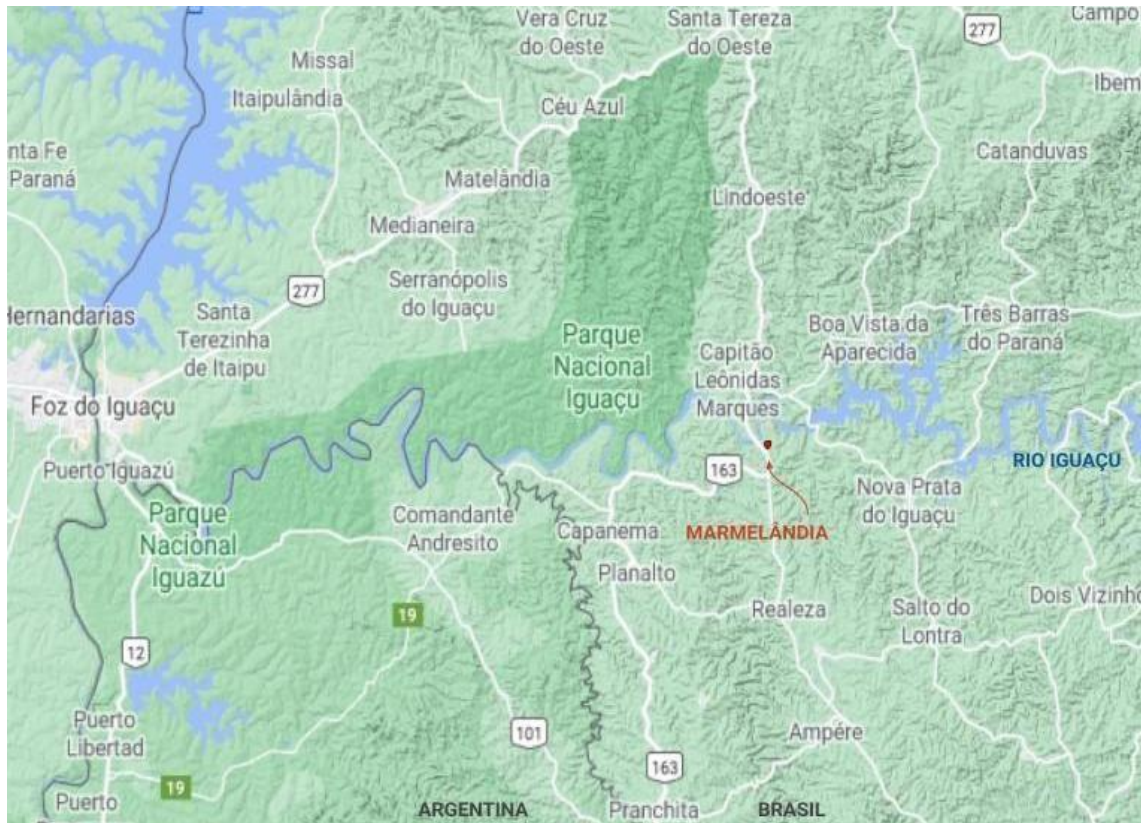 Vera Cruz
do Oeste
Santa Tereza
do Oeste
Campo
277
Missal
Ibem
Itaipulândia
Céu Azul
nta Fe
Paraná
Catanduvas
Matelândia
Lindoeste
Medianeira
Serranópolis
do Iguaçu
277
Hernandarias
Santa
Terezinha
de Itaipu
Parque
Nacional
Iguaçu
Boa Vista da
Aparecida
Três Barras
do Paraná
Capitão
Leônidas
Marques
Foz do Iguaçu
Puerto Iguazú
163
RIO IGUAÇU
Parque
Nacional
Iguazú
Comandante
Andresito
Capanema
MARMELÂNDIA
Nova Prata
do Iguaçu
Planalto
Realeza
Salto do
Lontra
Dois Vizinho
19
12
Puerto
Libertad
101
163
Ampére
19
Puerto
ARGENTINA
Pranchita
BRASIL